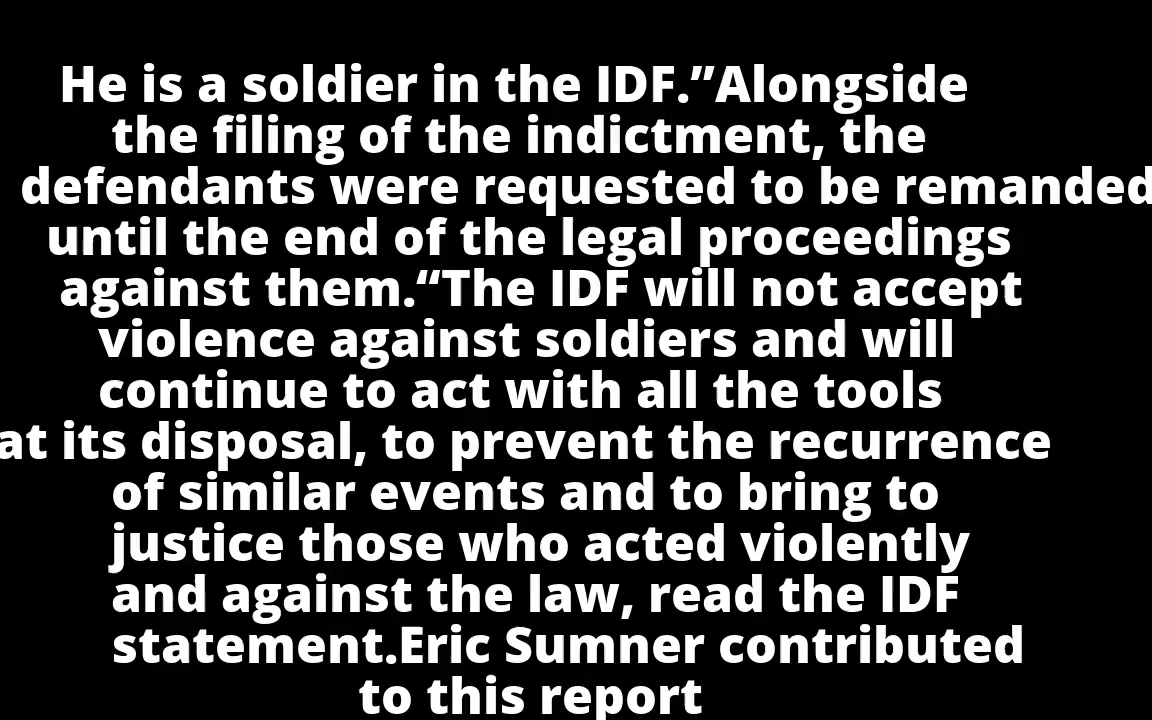 He is a soldier in the IDF.”Alongside
the filing of the indictment, the
defendants were requested to be remanded
until the end of the legal proceedings
against them.“The IDF will not accept
violence against soldiers and will
continue to act with all the tools
at its disposal, to prevent the recurrence
of similar events and to bring to
justice those who acted violently
and against the law, read the IDF
statement.Eric Sumner contributed
to this report